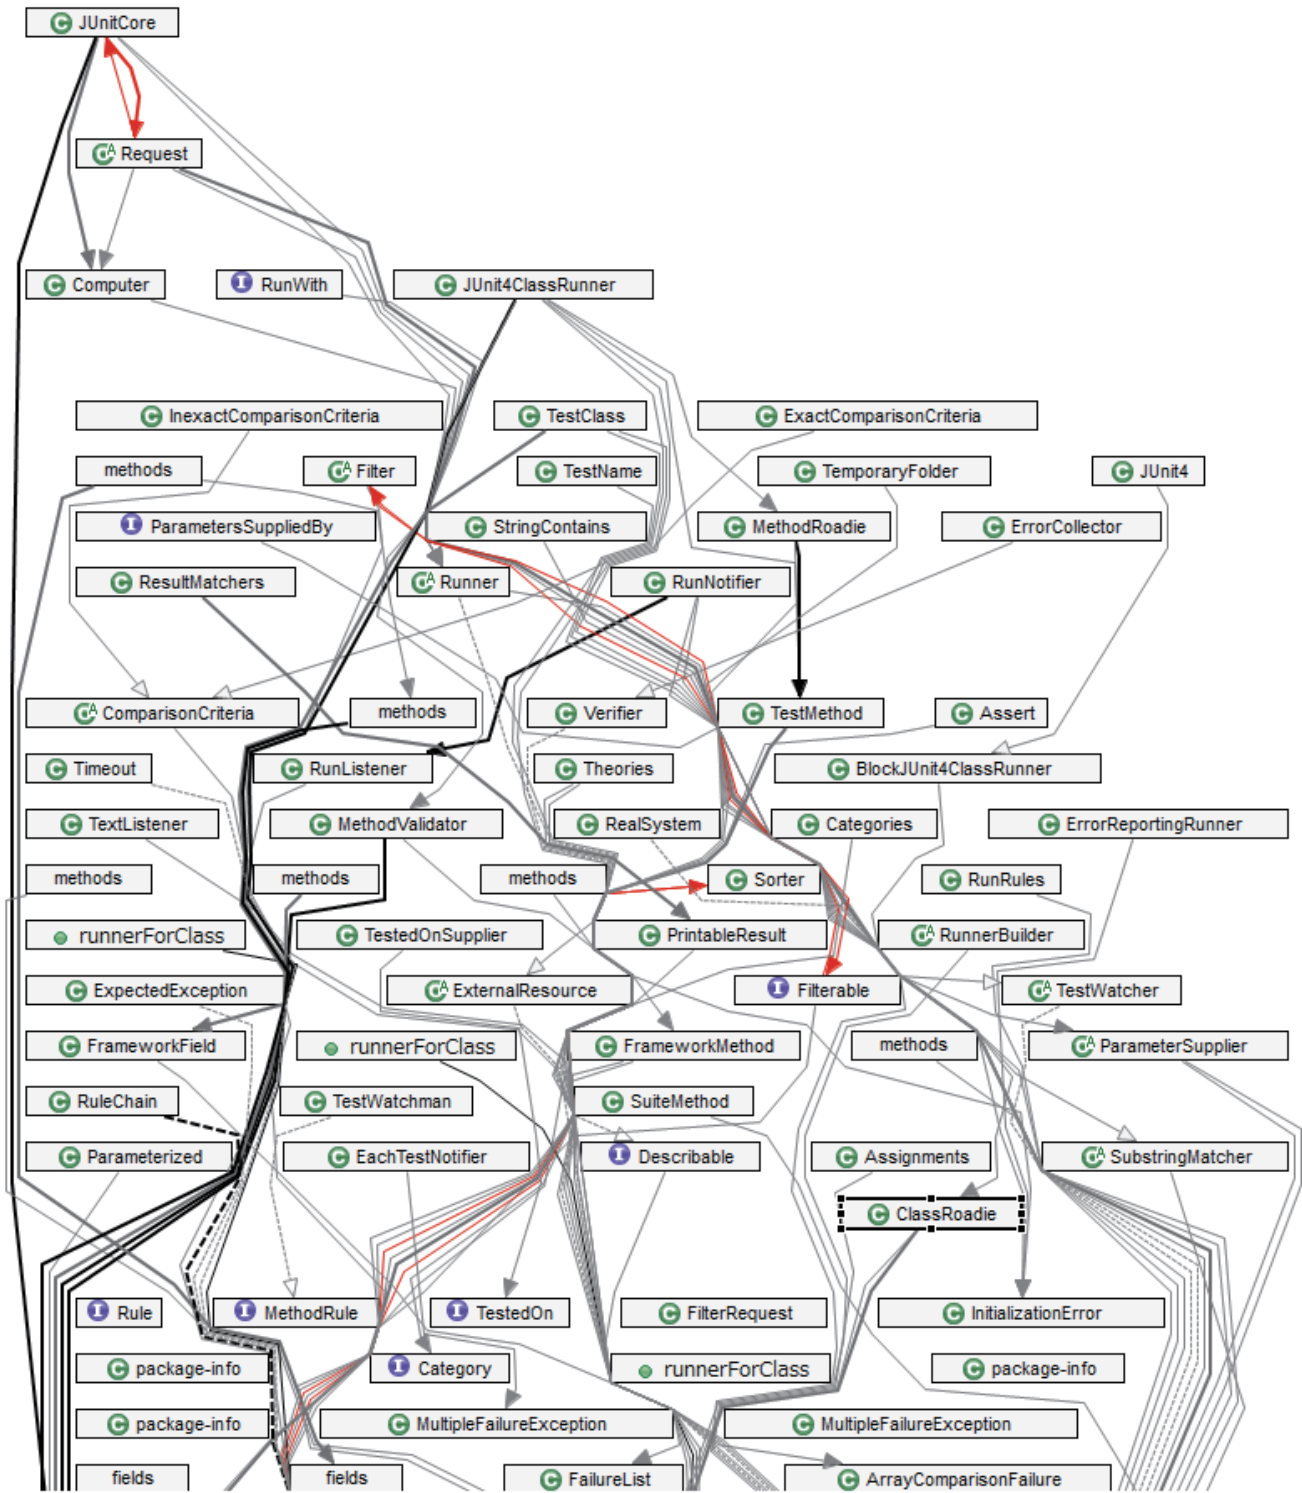 JUnitCore
Request
Computer
RunWith
JUnit4ClassRunner
InexactComparisonCriteria
TestClass
ExactComparisonCriteria
methods
Filter
TestName
TemporaryFolder
JUnit4
ParametersSuppliedBy
StringContains
MethodRoadie
ErrorCollector
ResultMatchers
Runner
RunNotifier
ComparisonCriteria
methods
Verifier
TestMethod
Assert
Timeout
RunListener
Theories
BlockJUnit4ClassRunner
TextListener
MethodValidator
RealSystem
Categories
ErrorReportingRunner
methods
methods
methods
Sorter
RunRules
runnerForClass
TestedOnSupplier
PrintableResult
RunnerBuilder
ExpectedException
ExternalResource
Filterable
TestWatcher
FrameworkField
runnerForClass
FrameworkMethod
methods
ParameterSupplier
RuleChain
TestWatchman
SuiteMethod
Parameterized
EachTestNotifier
Describable
Assignments
SubstringMatcher
ClassRoadie
Rule
MethodRule
TestedOn
FilterRequest
InitializationError
package-info
Category
runnerForClass
package-info
package-info
MultipleFailureException
MultipleFailureException
fields
fields
FailureList
ArrayComparisonFailure